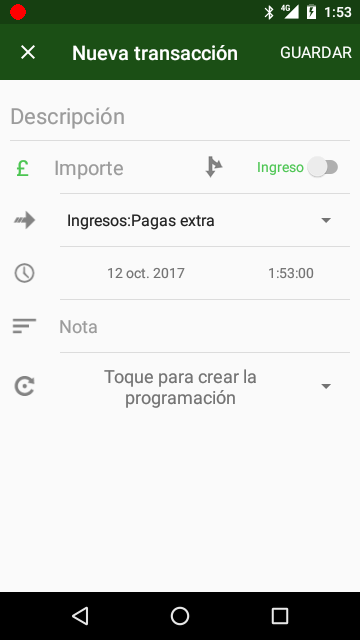 4G 1:53
Nueva transacción GUARDAR
Descripción
£ Importe Ingreso
Ingresos:Pagas extra
12 oct. 2017 1:53:00
Nota
Toque para crear la
programación